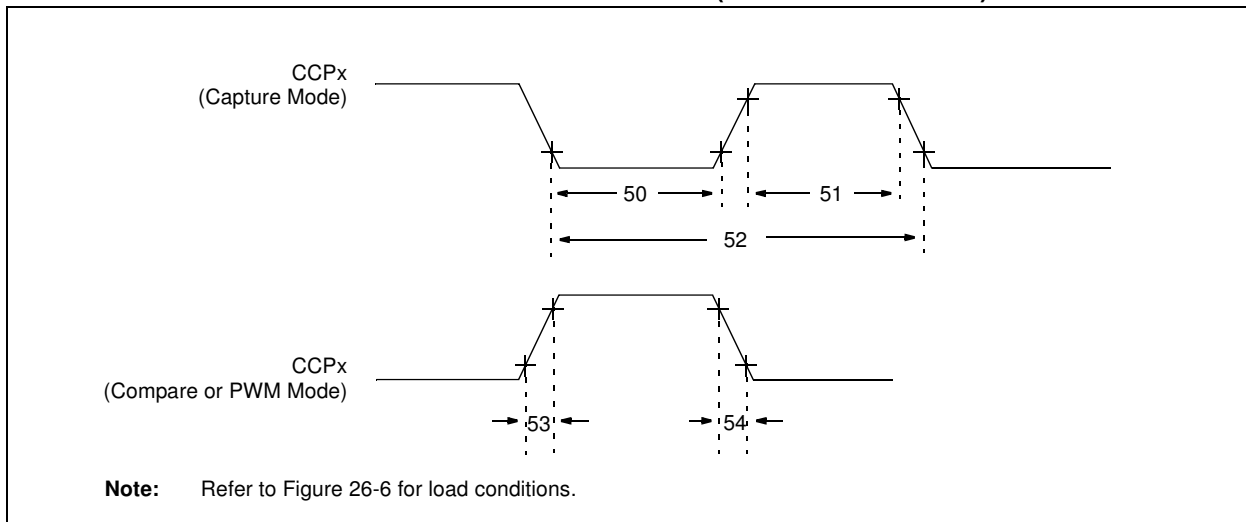 CCPx
(Capture Mode)
50
51
52
CCPx
(Compare or PWM Mode)
53
54
Note: Refer to Figure 26-6 for load conditions.